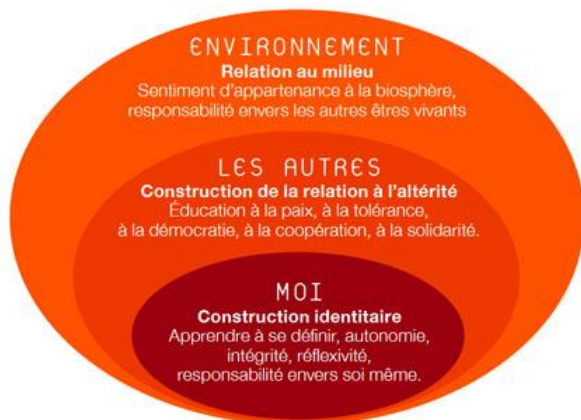 ENVIRONNEMENT
Relation au milieu
Sentiment d'appartenance à la biosphère,
responsabilité envers les autres êtres vivants
LES AUTRES
Construction de la relation à l'altérité
Éducation à la paix, à la tolérance,
à la démocratie, à la coopération, à la solidarité.
MOI
Construction identitaire
Apprendre à se définir, autonomie,
intégrité, réflexivité,
responsabilité envers soi même.